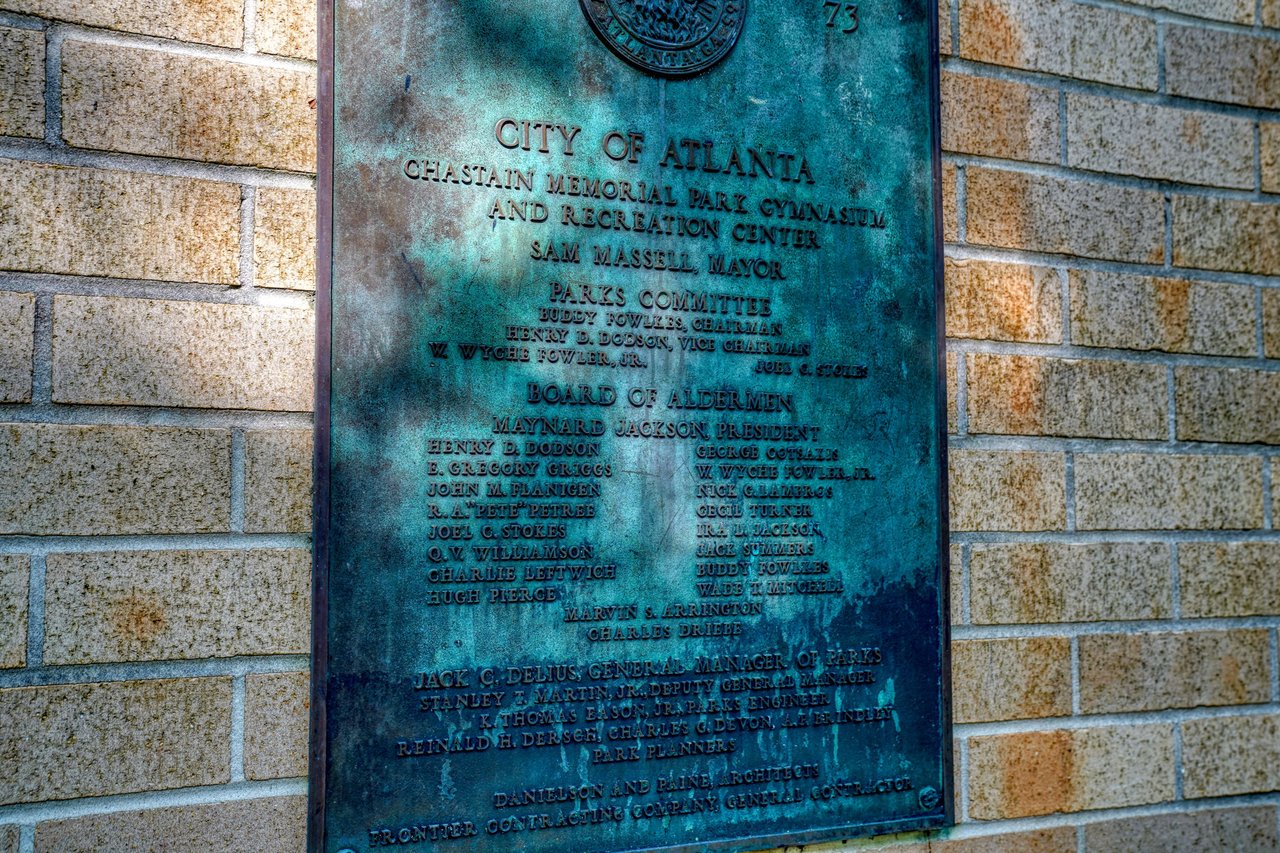 73
ATLANTA, GA
CITY OF ATLANTA
CHASTAIN MEMORIAL PARK GYMNASIUM
AND RECREATION CENTER
SAM MASSELL, MAYOR
PARKS COMMITTEE
BUDDY FOWLKES, CHAIRMAN
HENRY D. DODSON, VICE CHAIRMAN
W. WYCHE FOWLER, JR. JOEL C. STOKES
BOARD OF ALDERMEN
MAYNARD JACKSON, PRESIDENT
HENRY D. DODSON GEORGE COTSAKIS
E. GREGORY GRIGGS W. WYCHE FOWLER, JR.
JOHN M. FLANIGEN NICK C. LAMBROS
R. A. "PETE" PETREE CECIL TURNER
JOEL C. STOKES IRA L. JACKSON,
Q. V. WILLIAMSON JACK SUMMERS
CHARLIE LEFTWICH BUDDY FOWLKES
HUGH PIERCE WADE T. MITCHELL
MARVIN S. ARRINGTON
CHARLES DRIEBE
JACK C. DELIUS, GENERAL MANAGER OF PARKS
STANLEY T. MARTIN, JR., DEPUTY GENERAL MANAGER
K. THOMAS EASON, JR. PARKS ENGINEER
REINALD H. DERSCH, CHARLES C. DEVON, A.P. BRINDLEY
PARK PLANNERS
DANIELSON AND PAINE, ARCHITECTS
FRONTIER CONTRACTING COMPANY, GENERAL CONTRACTOR